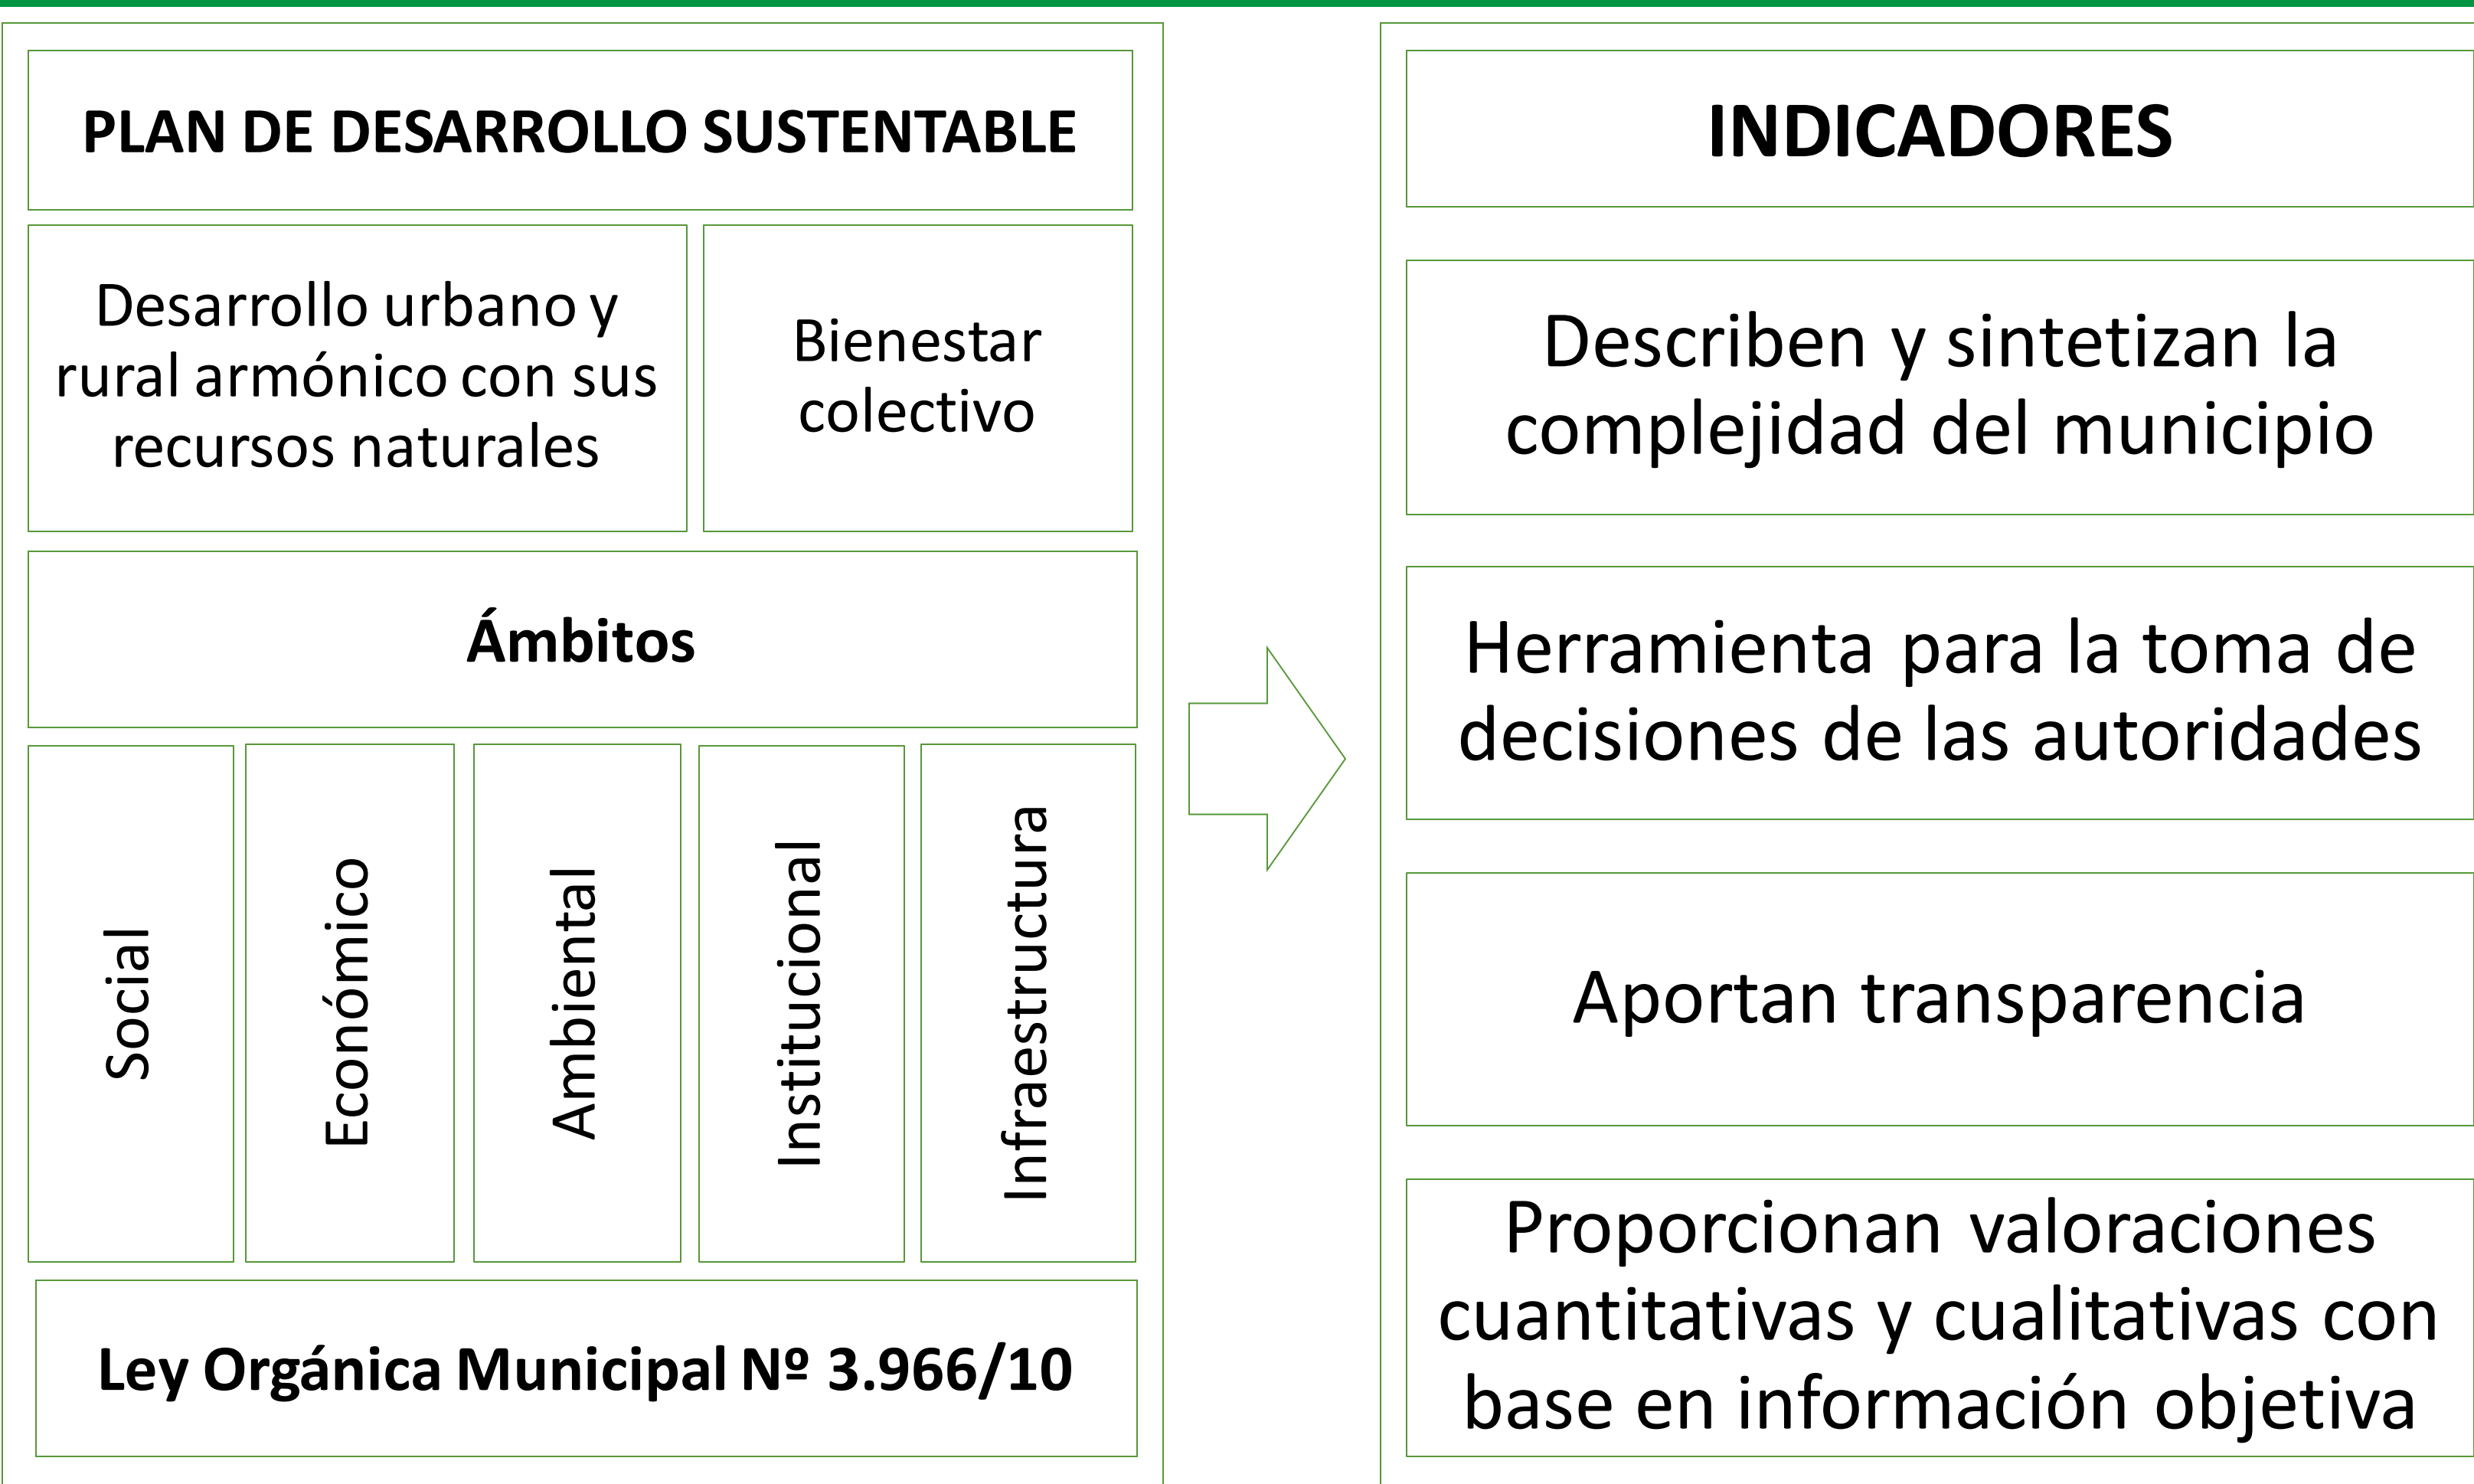 PLAN DE DESARROLLO SUSTENTABLE
Desarrollo urbano y
rural armónico con sus
recursos naturales
Bienestar
colectivo
Ámbitos
Social
Económico
Ambiental
Institucional
Infraestructura
Ley Orgánica Municipal Nº 3.966/10
INDICADORES
Describen y sintetizan la
complejidad del municipio
Herramienta para la toma de
decisiones de las autoridades
Aportan transparencia
Proporcionan valoraciones
cuantitativas y cualitativas con
base en información objetiva